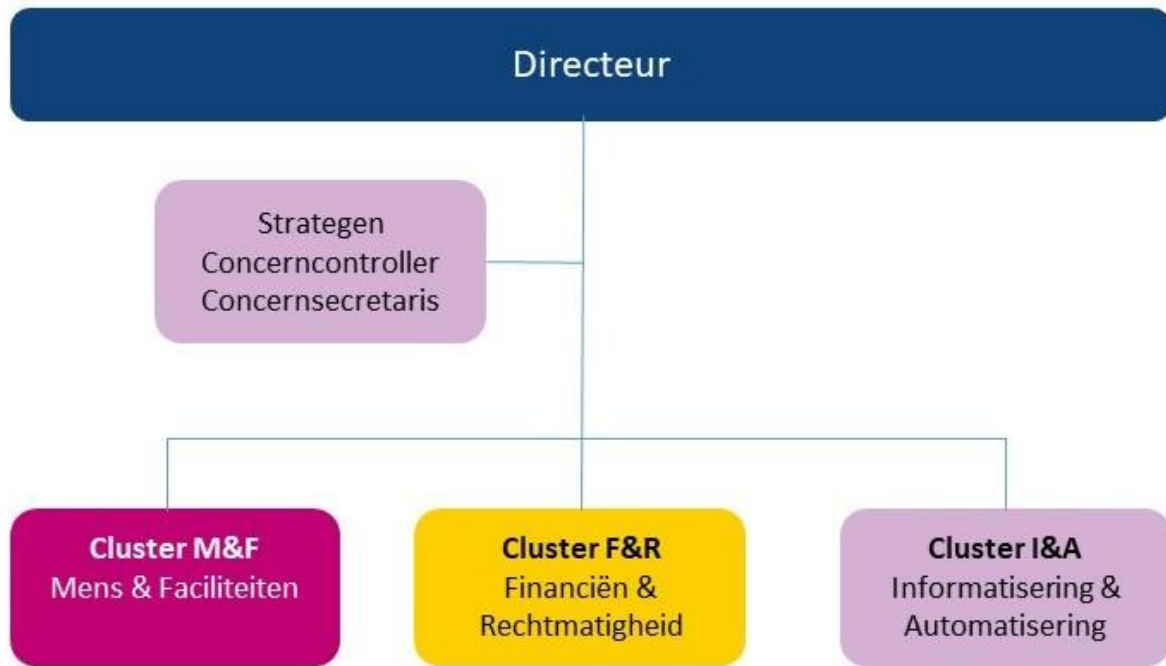 Directeur
Strategen
Concerncontroller
Concernsecretaris
Cluster M&F
Mens & Faciliteiten
Cluster F&R
Financiën &
Rechtmatigheid
Cluster I&A
Informatisering &
Automatisering